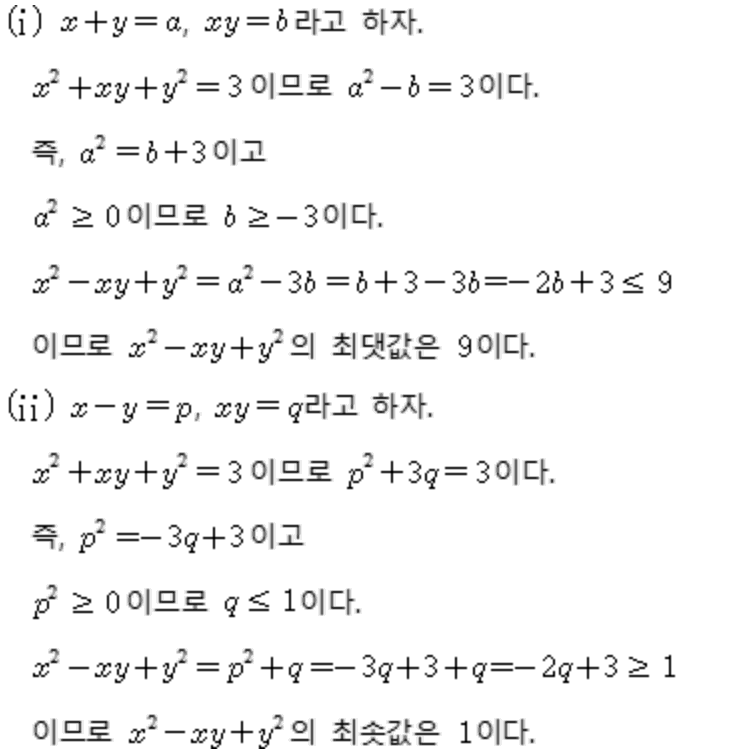 (i) x+y=a, xy=b라고 하자.
x²+xy+y²=3이므로 a²-b=3이다.
즉, a²=b+3이고
a²≥0이므로 b≥-3이다.
x²-xy+y²=a²-3b=b+3-3b=-2b+3≤9
이므로 x²-xy+y²의 최댓값은 9이다.
(ii) x-y=p, xy=q라고 하자.
x²+xy+y²=3이므로 p²+3q=3이다.
즉, p²=-3q+3이고
p²≥0이므로 q≤1이다.
x²-xy+y²=p²+q=-3q+3+q=-2q+3≥1
이므로 x²-xy+y²의 최솟값은 1이다.